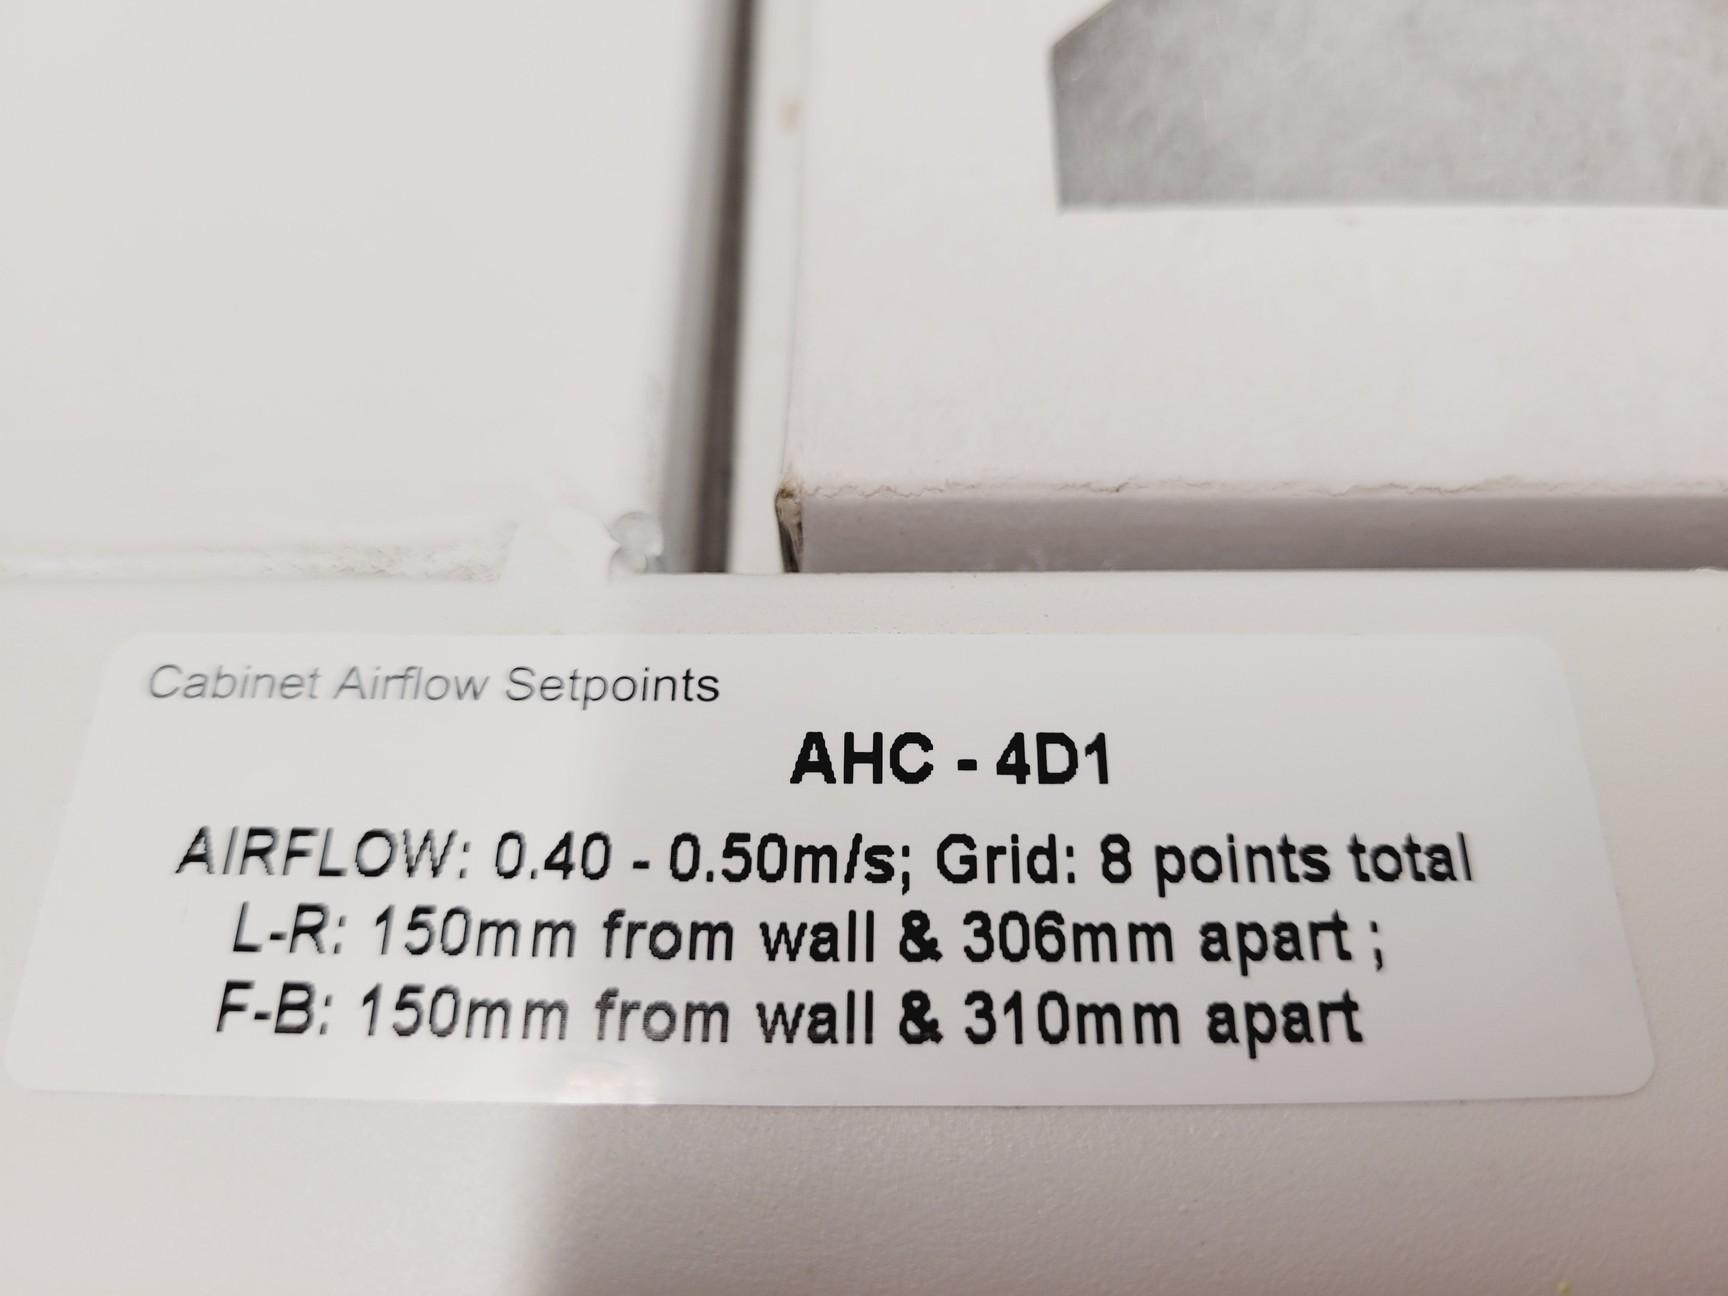 Cabinet Airflow Setpoints
AHC - 4D1
AIRFLOW: 0.40 - 0.50m/s; Grid: 8 points total
L-R: 150mm from wall & 306mm apart ;
F-B: 150mm from wall & 310mm apart